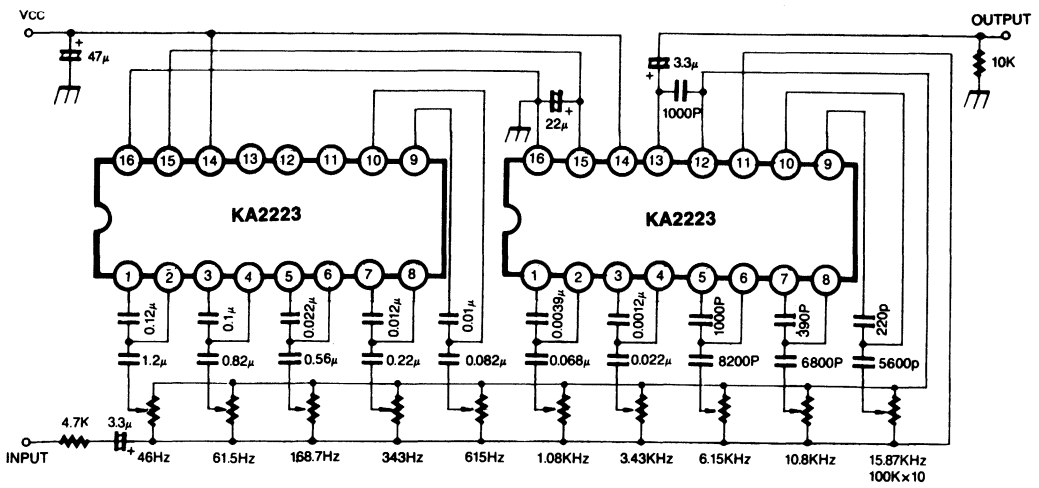 VCC
OUTPUT
47μ
3.3μ
10K
1000P
22μ
16 15 14 13 12 11 10 9
16 15 14 13 12 11 10 9
KA2223
KA2223
1 2 3 4 5 6 7 8
1 2 3 4 5 6 7 8
0.12μ
0.1μ
0.022μ
0.012μ
0.01μ
0.0039μ
0.0012μ
1000P
390P
220p
1.2μ
0.82μ
0.56μ
0.22μ
0.082μ
0.068μ
0.022μ
8200P
6800P
5600p
4.7K
3.3μ
INPUT
46Hz
61.5Hz
168.7Hz
343Hz
615Hz
1.08KHz
3.43KHz
6.15KHz
10.8KHz
15.87KHz
100K×10